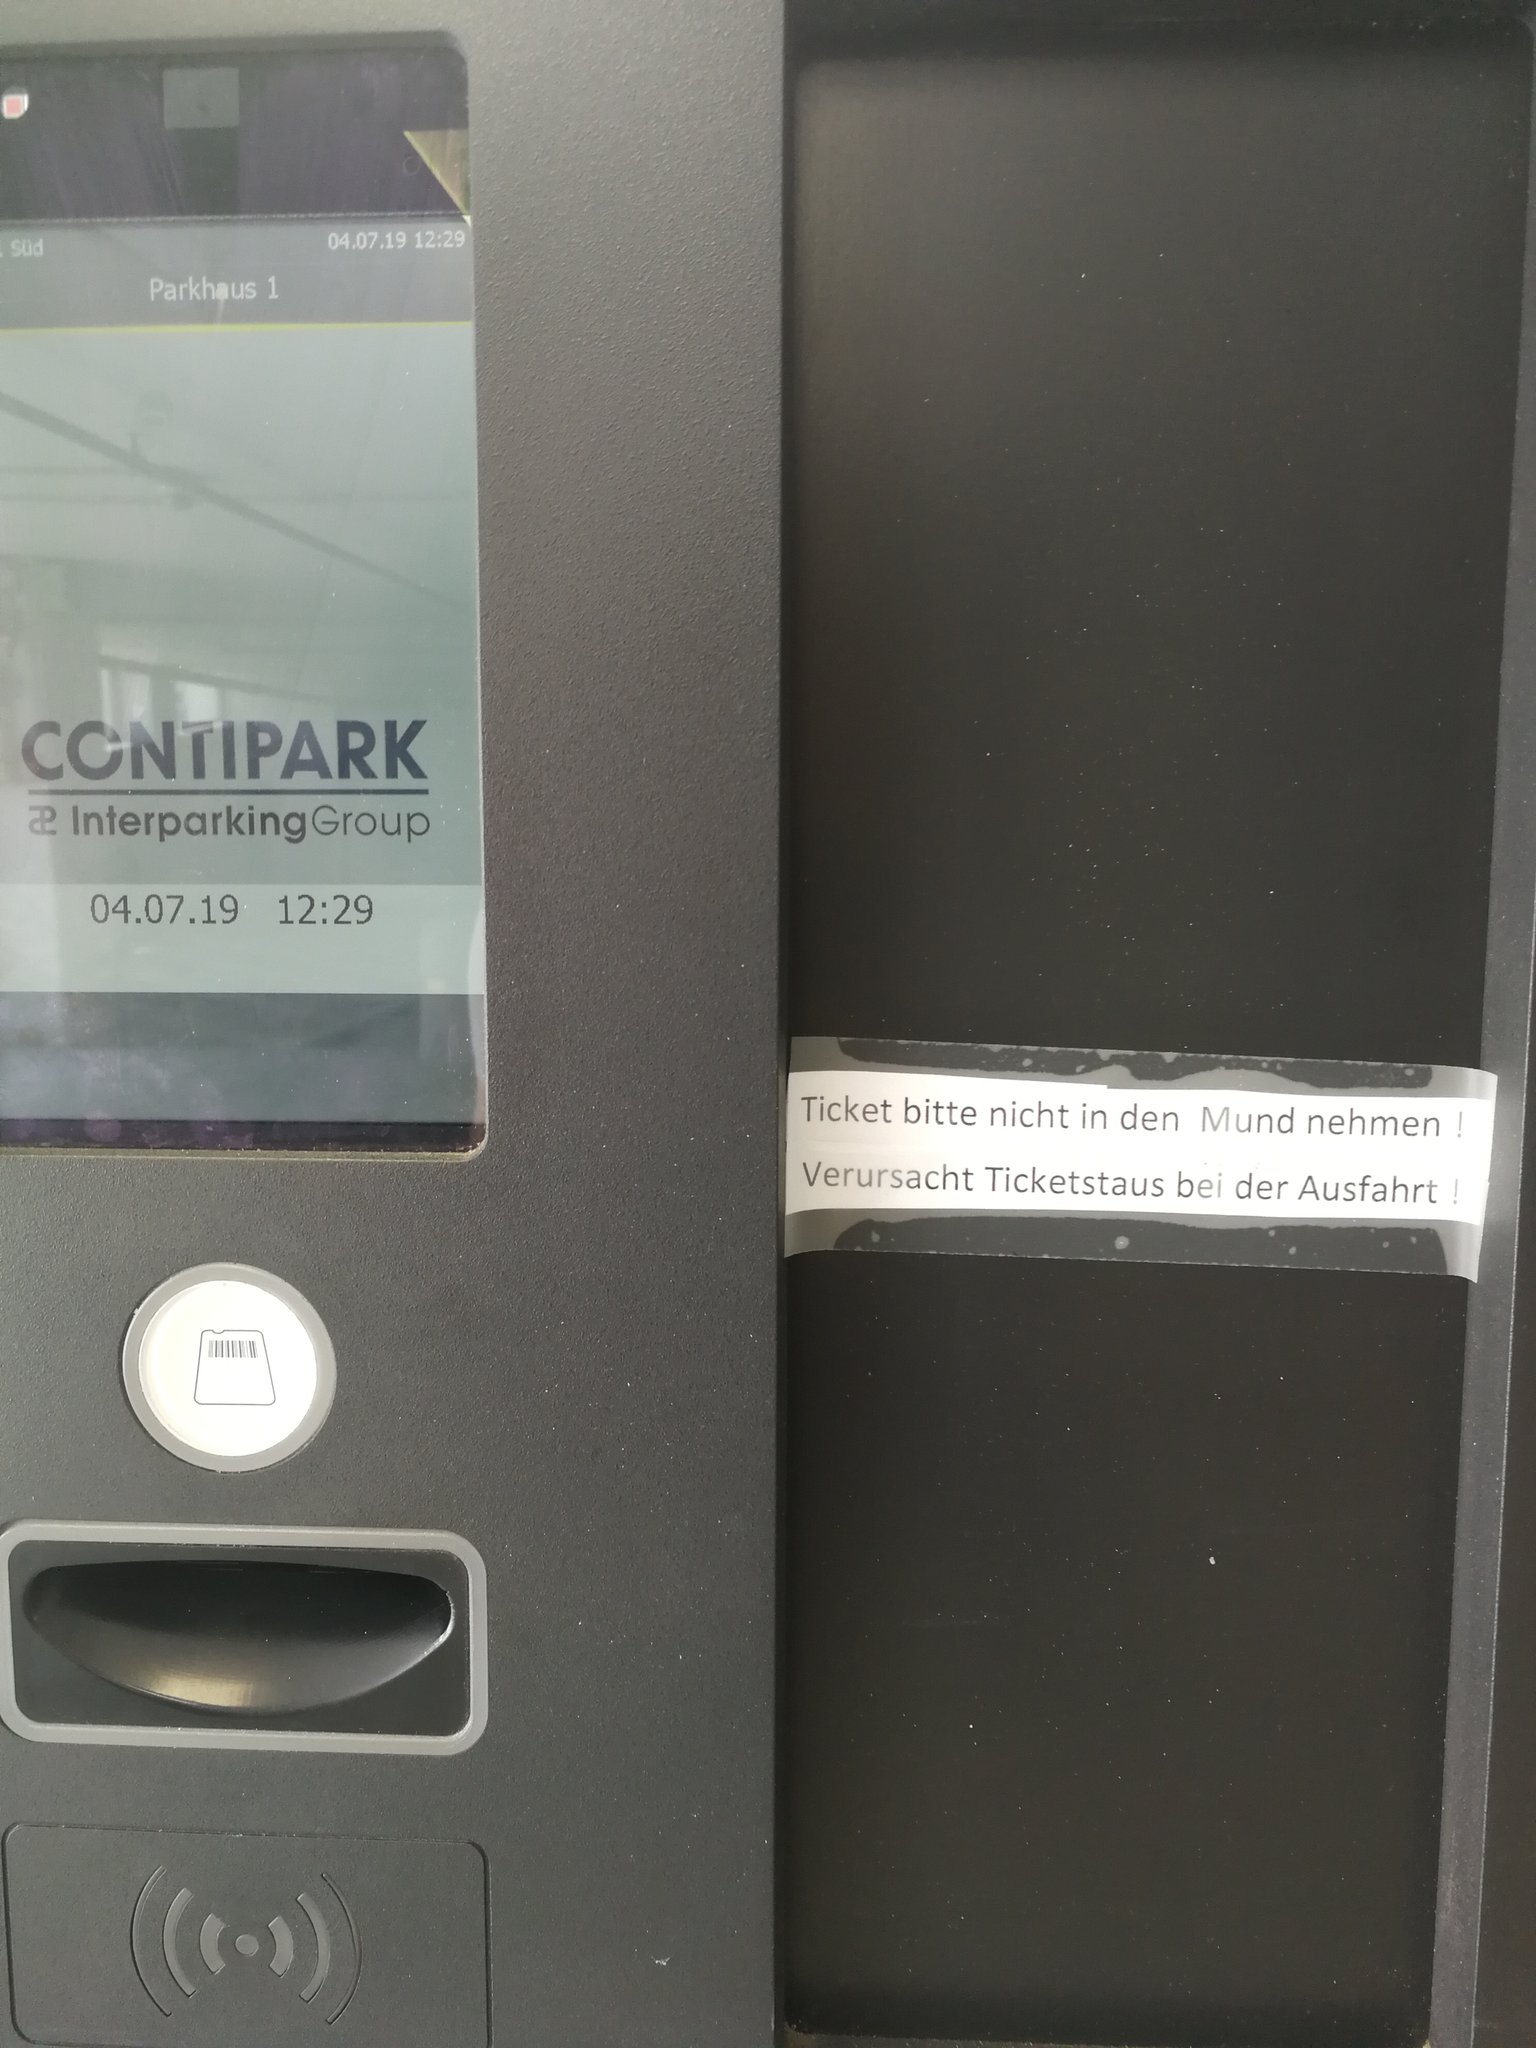 Süd
04.07.19 12:29
Parkhaus 1
CONTIPARK
InterparkingGroup
04.07.19 12:29
Ticket bitte nicht in den Mund nehmen !
Verursacht Ticketstaus bei der Ausfahrt !